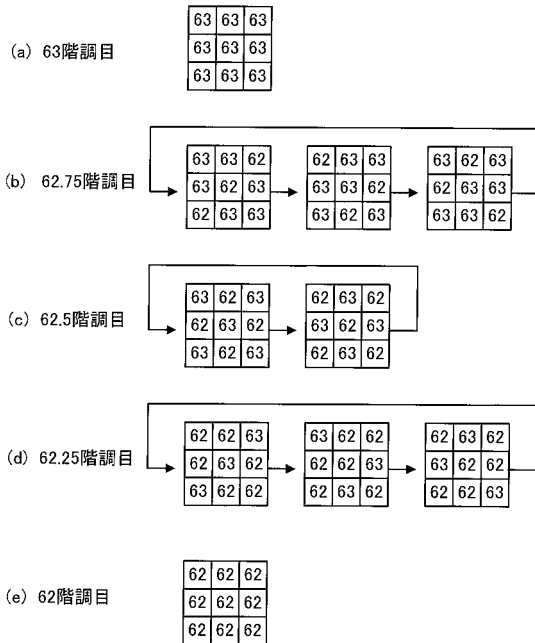 63 63 63
(a) 63階調目
63 63 63
63 63 63
63 63 62 62 63 63 63 62 63
(b) 62.75階調目
63 62 63 63 63 62 62 63 63
62 63 63 63 62 63 63 63 62
63 62 63 62 63 62
(c) 62.5階調目
62 63 62 63 62 63
63 62 63 62 63 62
62 62 63 63 62 62 62 63 62
(d) 62.25階調目
62 63 62 62 62 63 63 62 62
63 62 62 62 63 62 62 62 63
62 62 62
(e) 62階調目
62 62 62
62 62 62